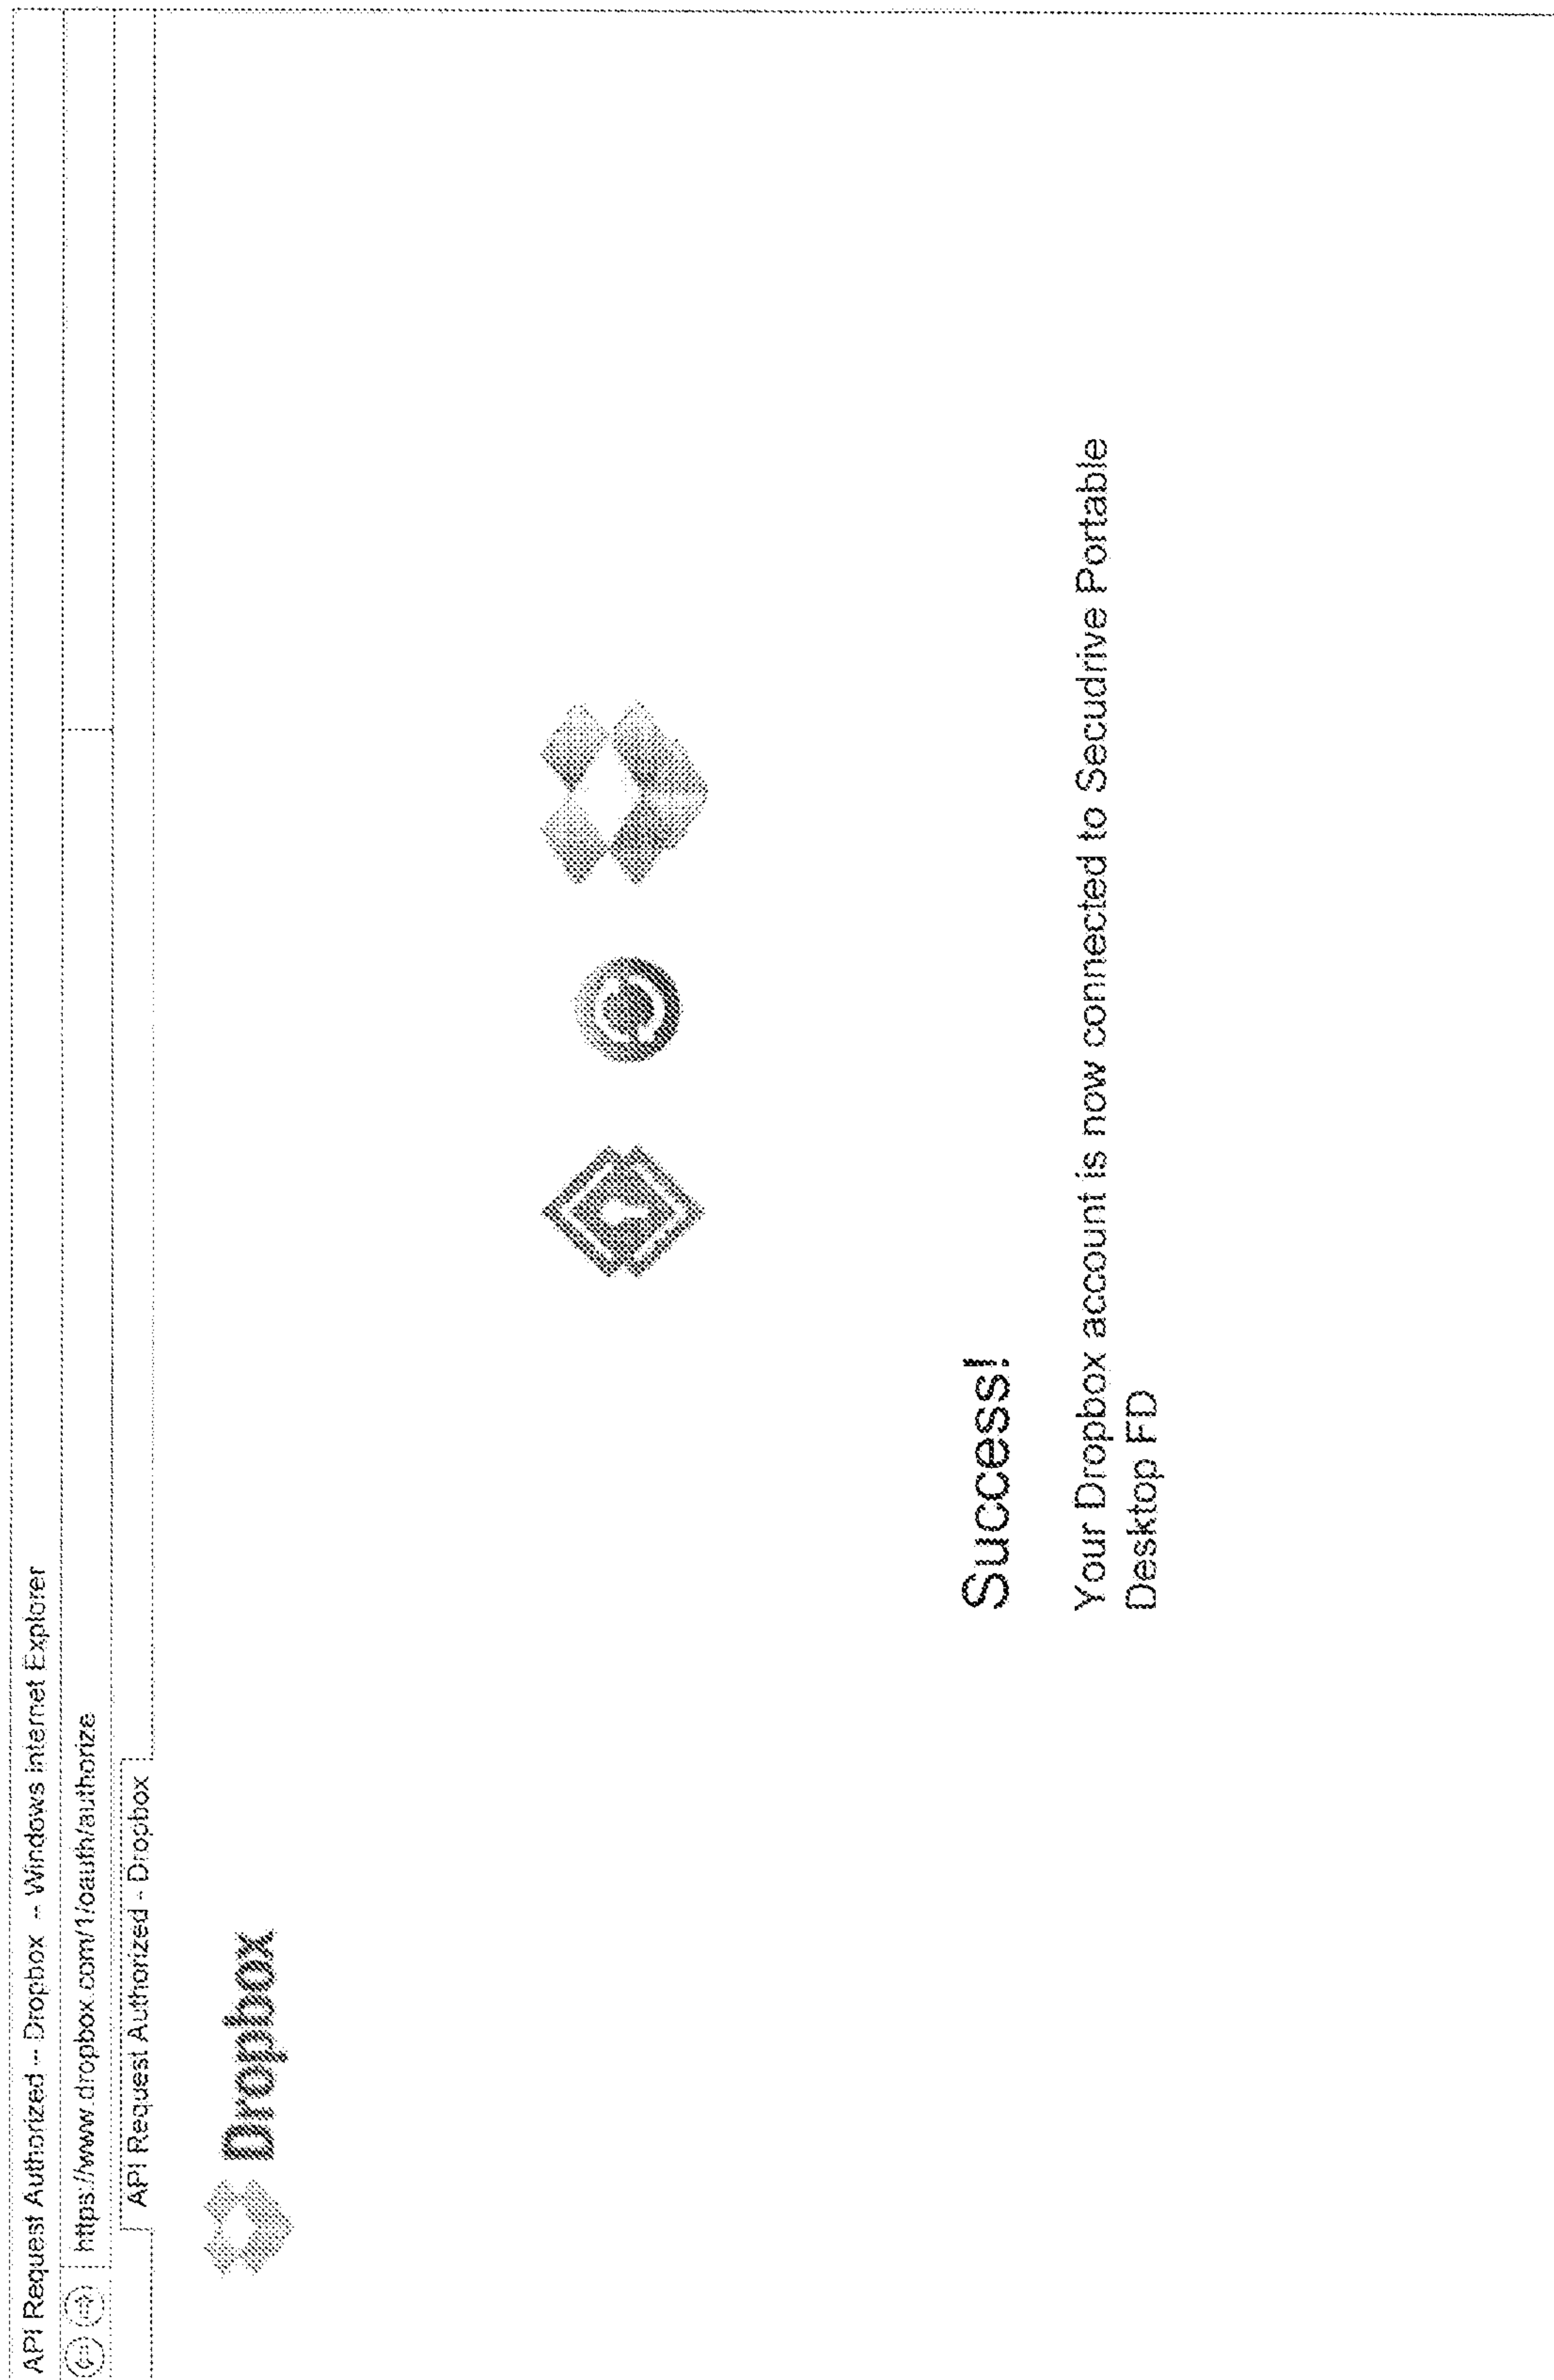 API Request Authorized -- Dropbox -- Windows Internet Explorer
https://www.dropbox.com/1/oauth/authorize
API Request Authorized - Dropbox
Dropbox
Success!
Your Dropbox account is now connected to Secudrive Portable
Desktop FD